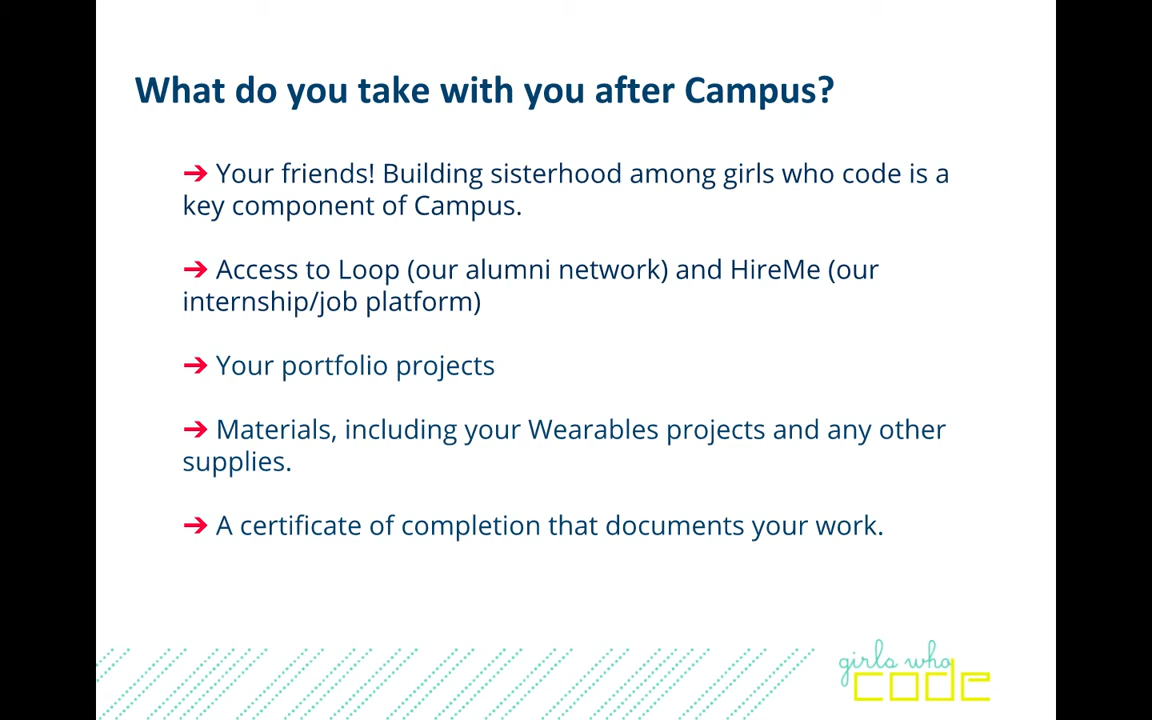 What do you take with you after Campus?
➔ Your friends! Building sisterhood among girls who code is a
key component of Campus.
➔ Access to Loop (our alumni network) and HireMe (our
internship/job platform)
➔ Your portfolio projects
➔ Materials, including your Wearables projects and any other
supplies.
➔ A certificate of completion that documents your work.
girls who
code